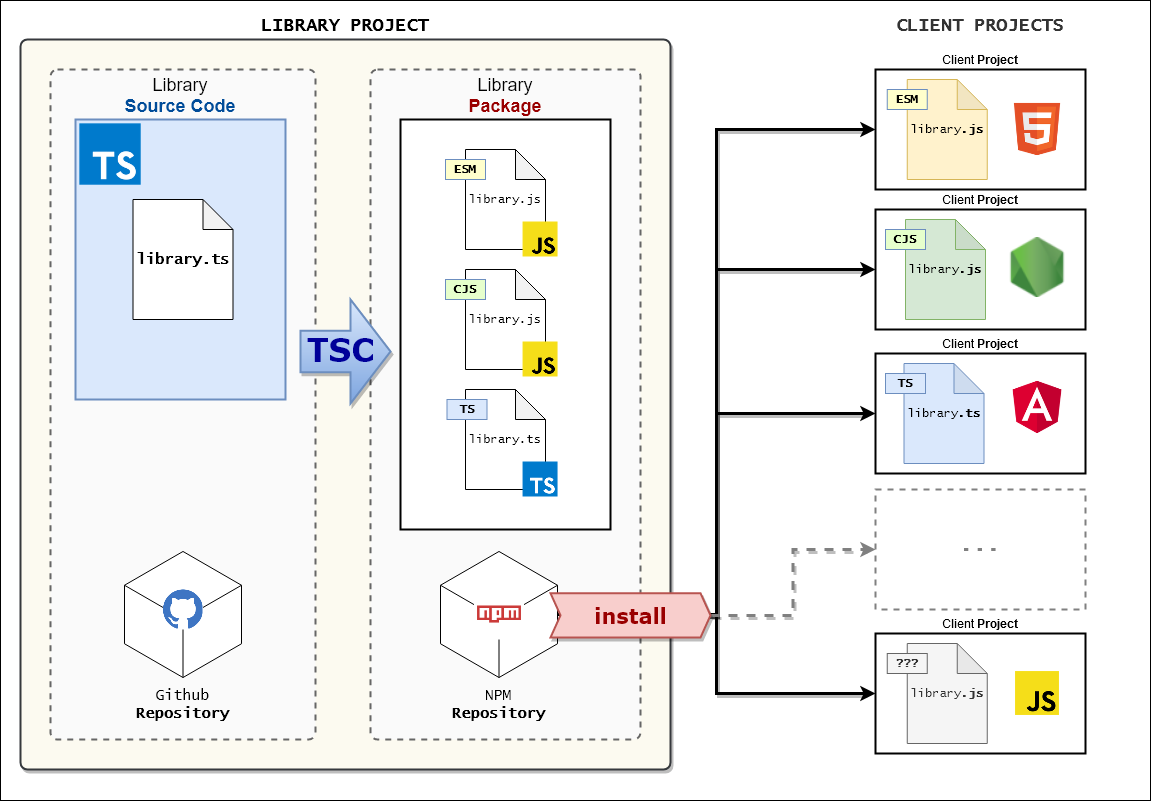 LIBRARY PROJECT
CLIENT PROJECTS
Library
Source Code
TS
library.ts
Library
Package
ESM
library.js
JS
CJS
library.js
JS
TS
library.ts
TS
TSC
Github
Repository
npm
NPM
Repository
install
Client Project
ESM
library.js
5
Client Project
CJS
library.js
Client Project
TS
library.ts
A
...
Client Project
???
library.js
JS